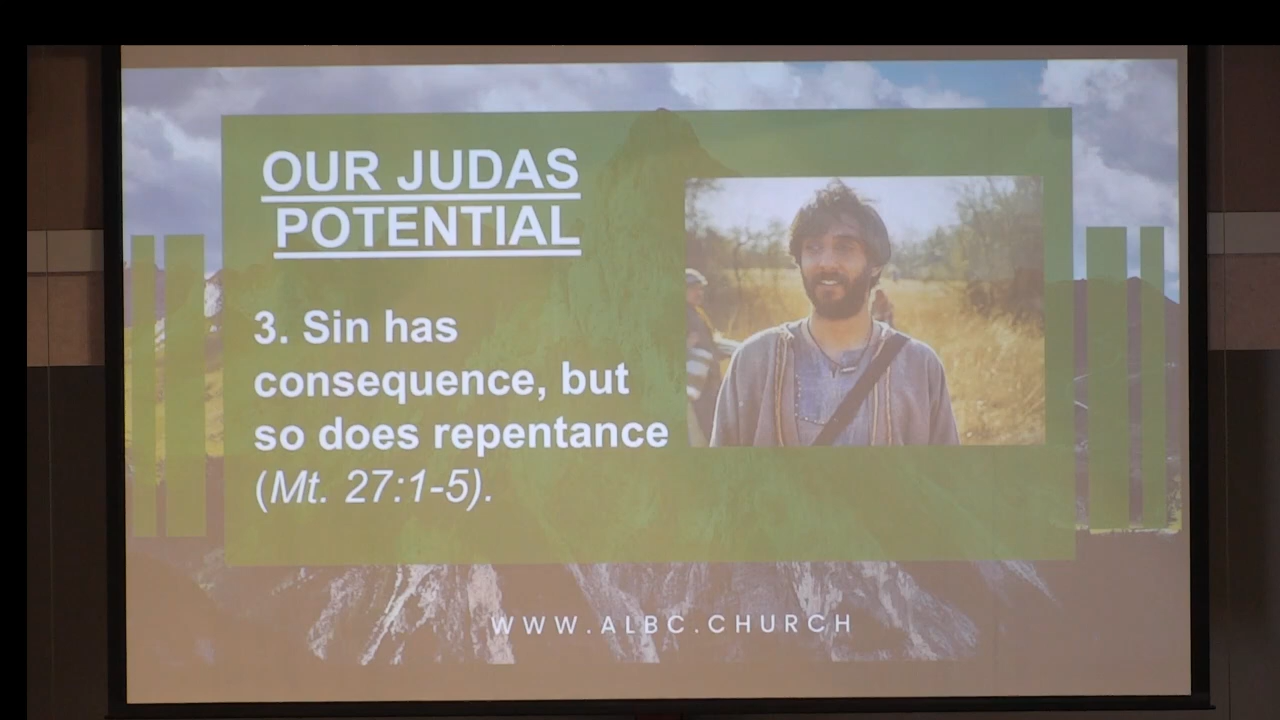 OUR JUDAS
POTENTIAL
3. Sin has
consequence, but
so does repentance
(Mt. 27:1-5).
WWW.ALBC.CHURCH